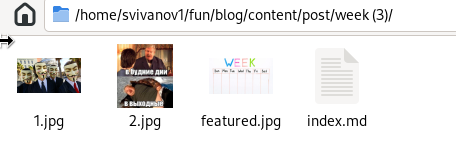 /home/svivanov1/fun/blog/content/post/week (3)/
В БУДНИЕ ДНИ
В ВЫХОДНЫЕ
WEEK
1.jpg
2.jpg
featured.jpg
index.md